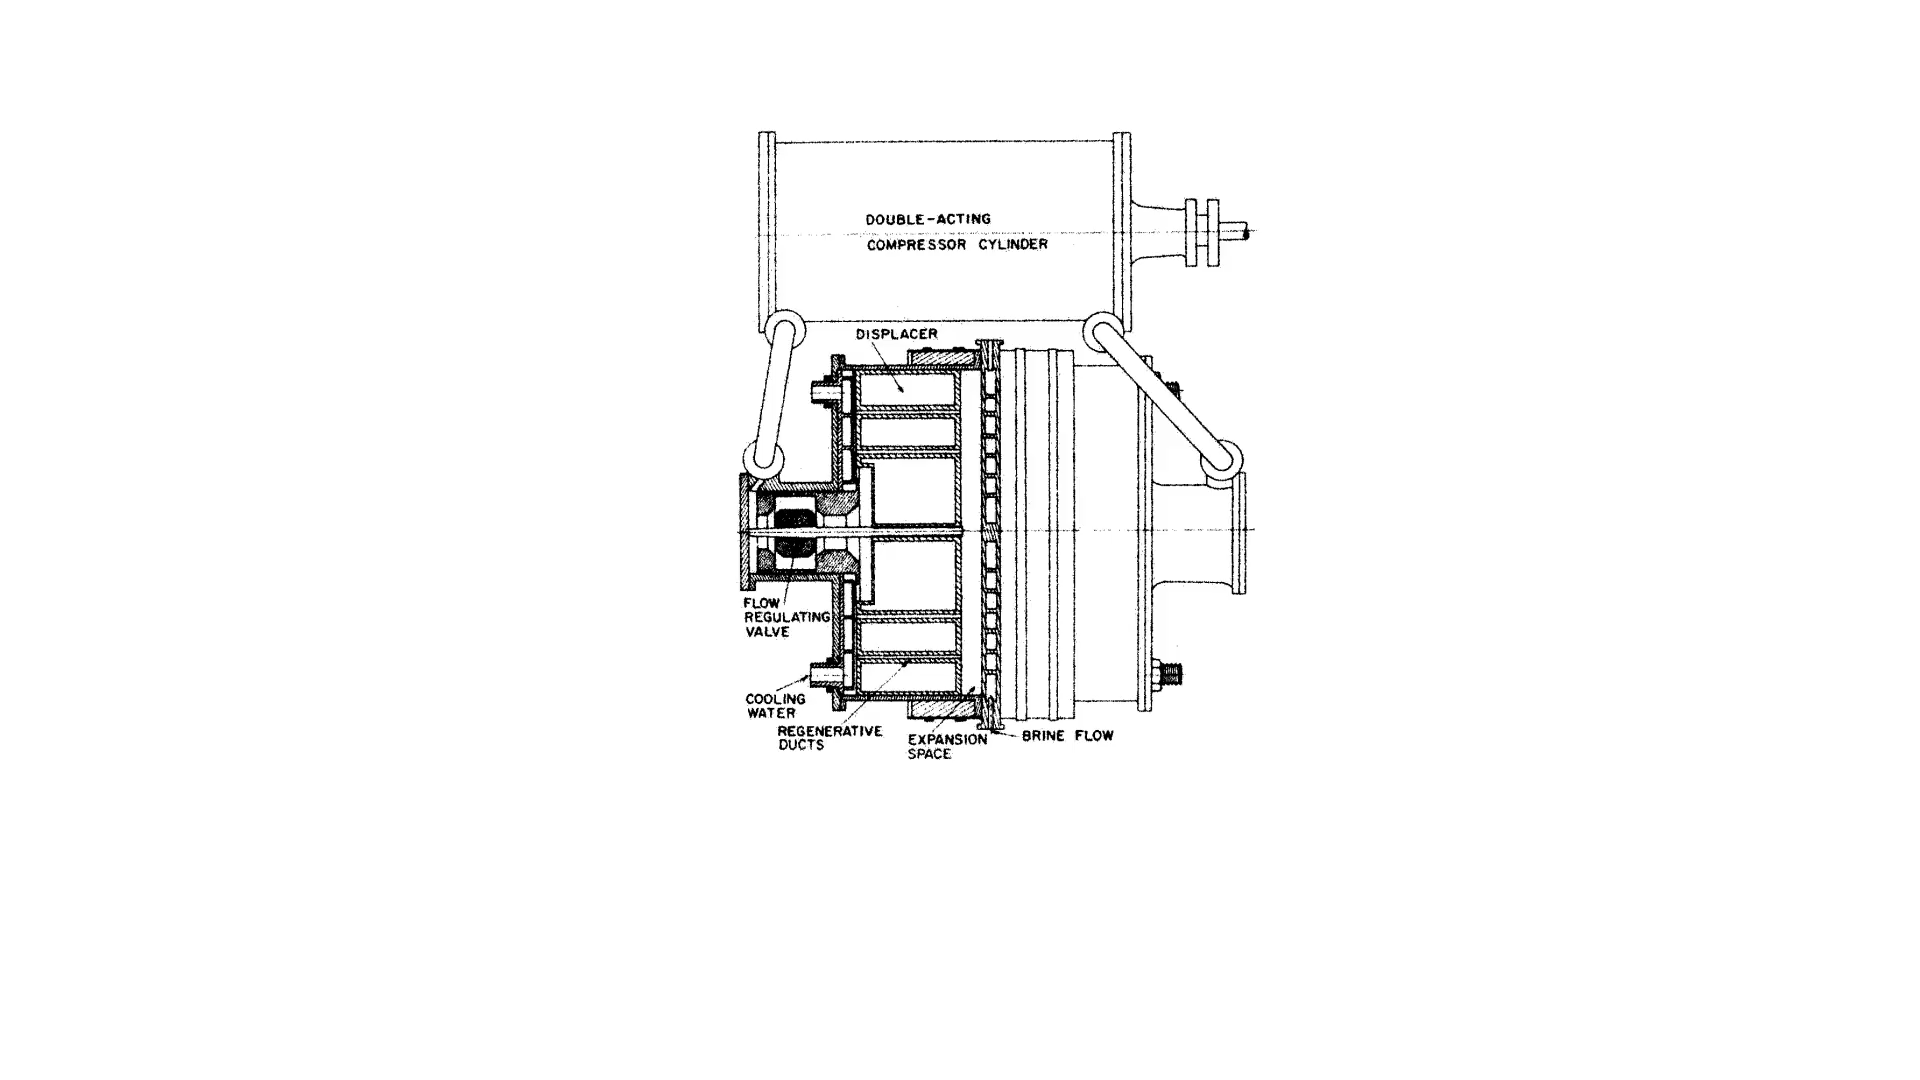 DOUBLE-ACTING
COMPRESSOR CYLINDER
DISPLACER
FLOW
REGULATING
VALVE
COOLING
WATER
REGENERATIVE
DUCTS
EXPANSION
SPACE
BRINE FLOW